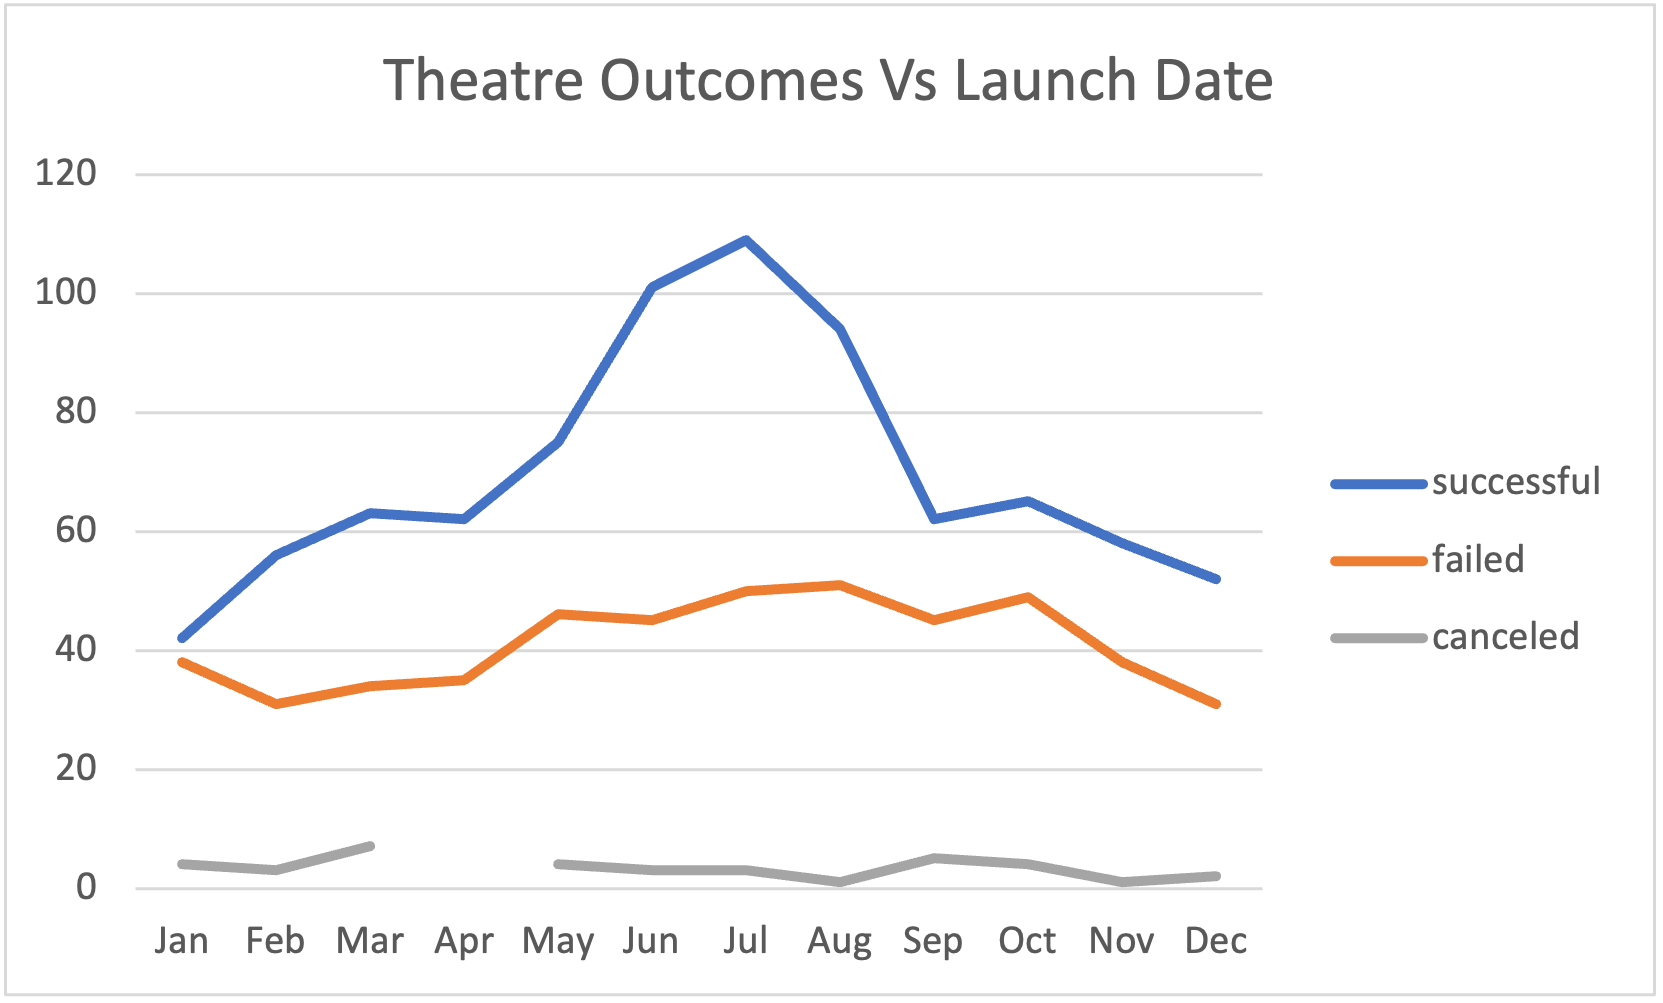 Theatre Outcomes Vs Launch Date
120
100
80
60
40
20
0
Jan Feb Mar Apr May Jun Jul Aug Sep Oct Nov Dec
successful
failed
canceled